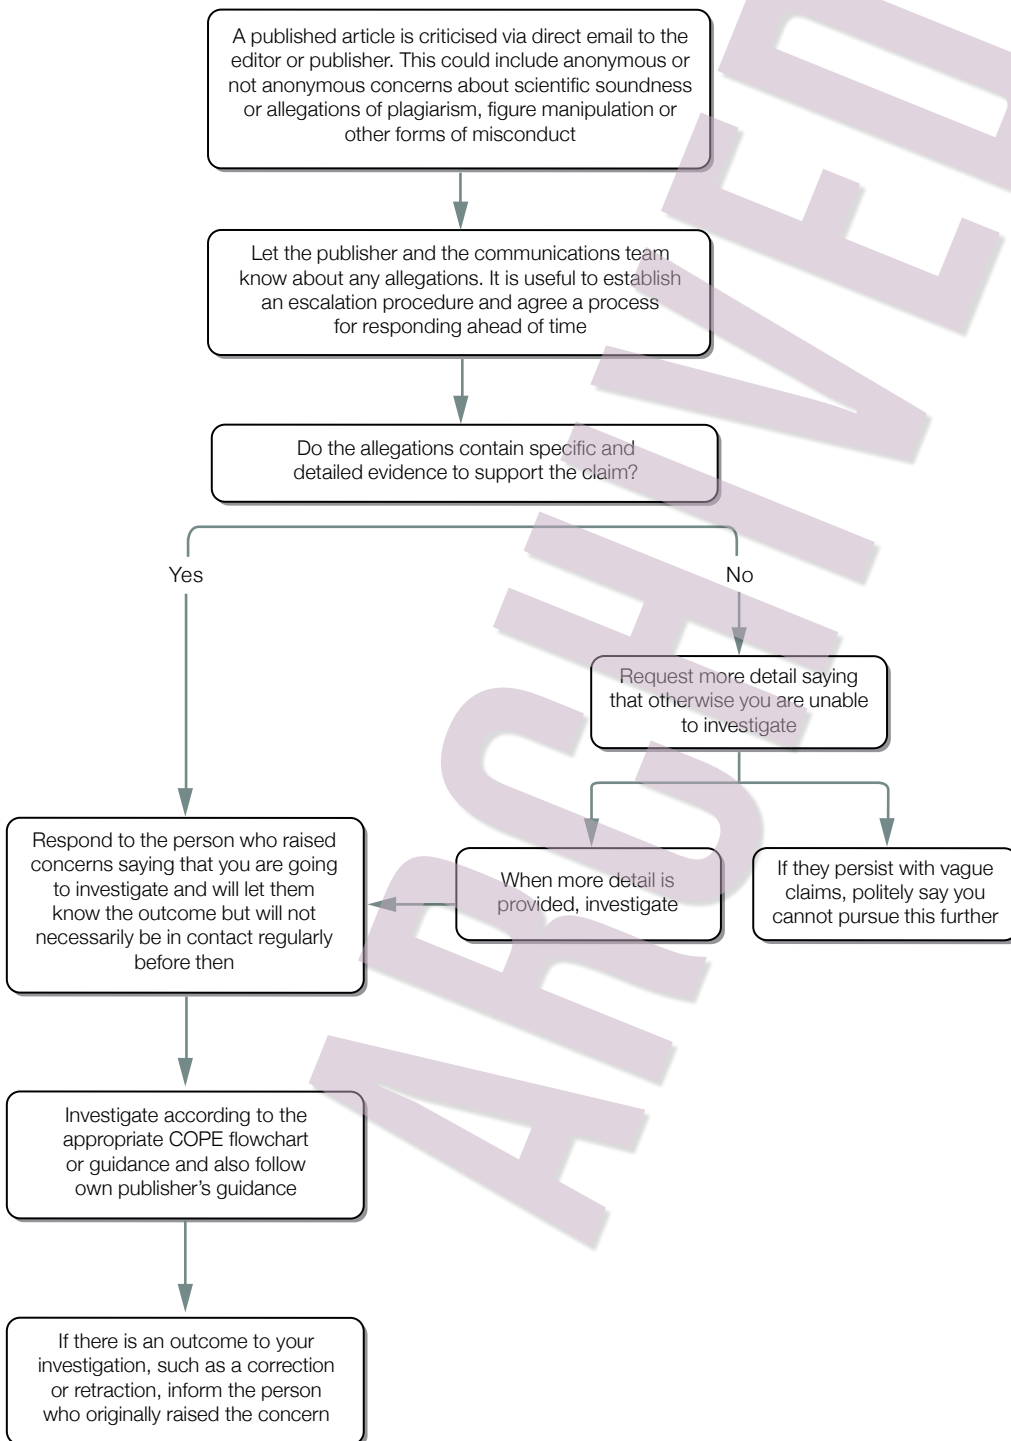 A published article is criticised via direct email to the
editor or publisher. This could include anonymous or
not anonymous concerns about scientific soundness
or allegations of plagiarism, figure manipulation or
other forms of misconduct
Let the publisher and the communications team
know about any allegations. It is useful to establish
an escalation procedure and agree a process
for responding ahead of time
Do the allegations contain specific and
detailed evidence to support the claim?
Yes
No
Request more detail saying
that otherwise you are unable
to investigate
Respond to the person who raised
concerns saying that you are going
to investigate and will let them
know the outcome but will not
necessarily be in contact regularly
before then
When more detail is
provided, investigate
If they persist with vague
claims, politely say you
cannot pursue this further
Investigate according to the
appropriate COPE flowchart
or guidance and also follow
own publisher's guidance
If there is an outcome to your
investigation, such as a correction
or retraction, inform the person
who originally raised the concern
ARCHIVED